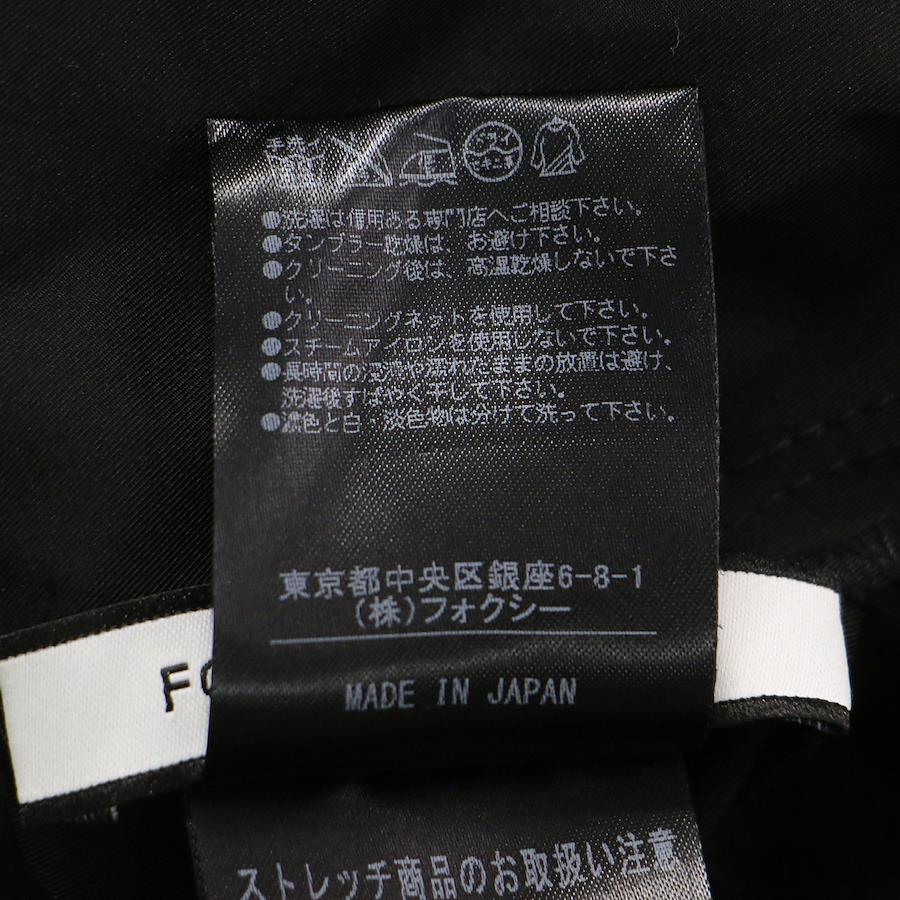 手洗イ
ドライ
●洗濯は信用ある専門店へご相談下さい。
●タンブラー乾燥は、お避け下さい。
●クリーニング後は、高温乾燥しないで下さ
い。
●クリーニングネットを使用して下さい。
●スチームアイロンを使用しないで下さい。
●長時間の浸漬や濡れたままの放置は避け、
洗濯後すばやく干して下さい。
●濃色と白・淡色物は分けて洗って下さい。
東京都中央区銀座6-8-1
(株)フォクシー
MADE IN JAPAN
ストレッチ商品のお取扱い注意